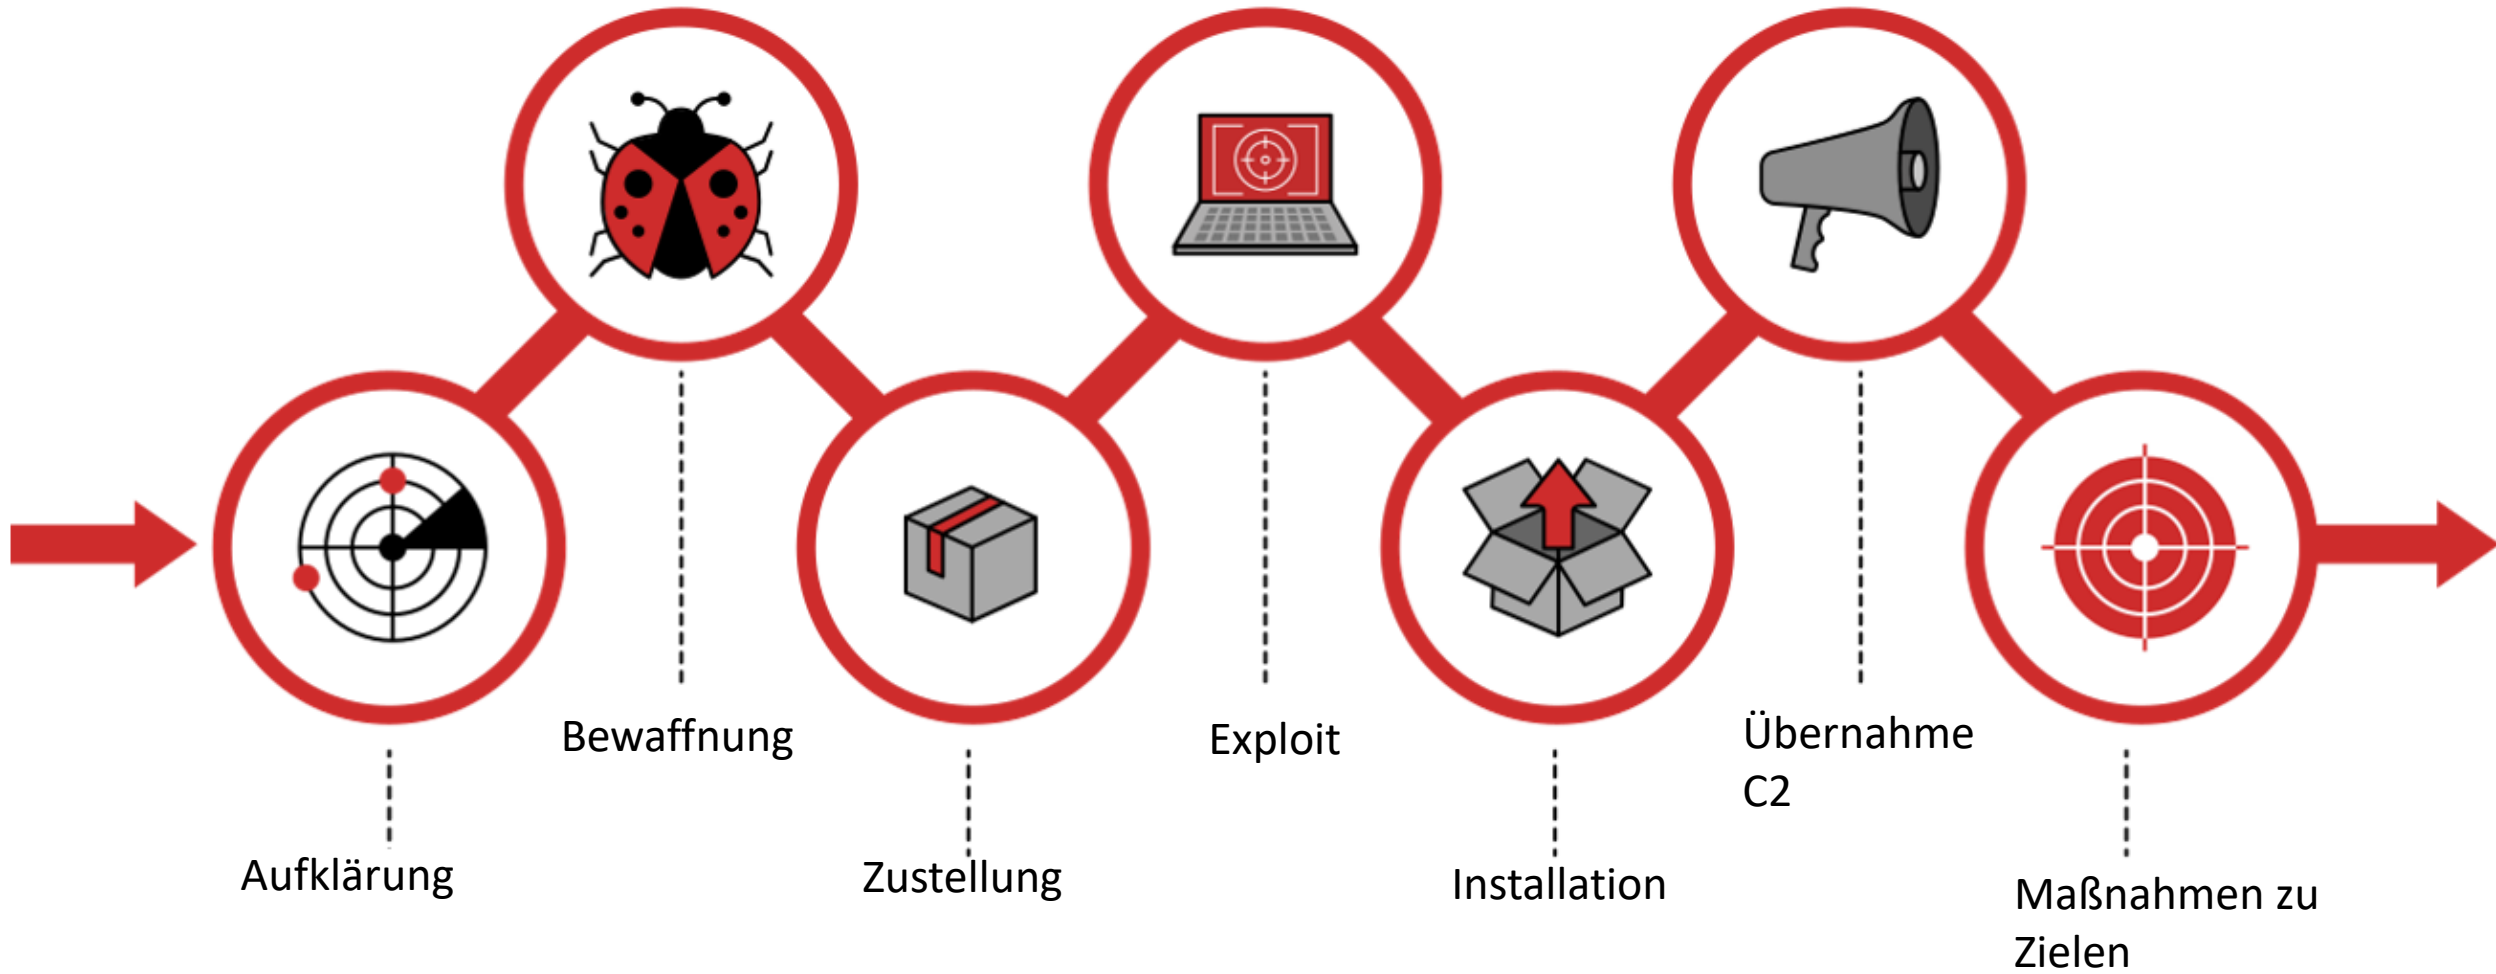 Aufklärung
Bewaffnung
Zustellung
Exploit
Installation
Übernahme
C2
Maßnahmen zu
Zielen